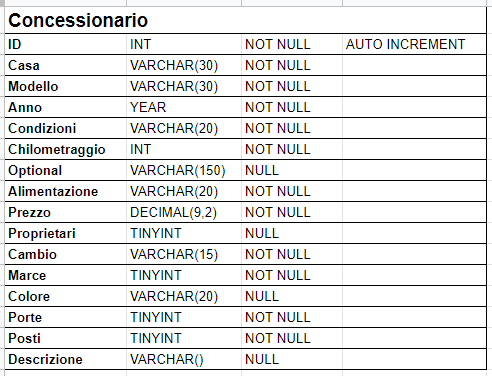 Concessionario
ID INT NOT NULL AUTO INCREMENT
Casa VARCHAR(30) NOT NULL
Modello VARCHAR(30) NOT NULL
Anno YEAR NOT NULL
Condizioni VARCHAR(20) NOT NULL
Chilometraggio INT NOT NULL
Optional VARCHAR(150) NULL
Alimentazione VARCHAR(20) NOT NULL
Prezzo DECIMAL(9,2) NOT NULL
Proprietari TINYINT NULL
Cambio VARCHAR(15) NOT NULL
Marce TINYINT NOT NULL
Colore VARCHAR(20) NULL
Porte TINYINT NOT NULL
Posti TINYINT NOT NULL
Descrizione VARCHAR() NULL